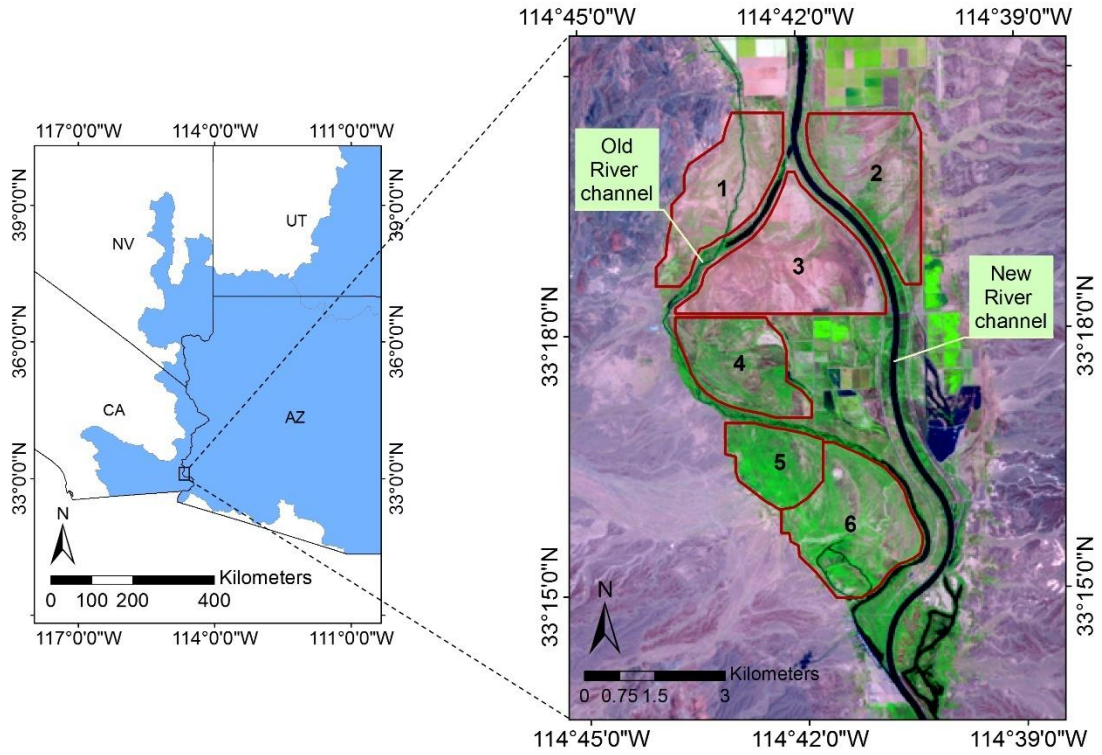 117°0'0"W
114°0'0"W
111°0'0"W
39°0'0"N
36°0'0"N
33°0'0"N
NV
UT
CA
AZ
N
Kilometers
0 100 200 400
39°0'0"N
36°0'0"N
33°0'0"N
117°0'0"W
114°0'0"W
111°0'0"W
114°45'0"W
114°42'0"W
114°39'0"W
33°18'0"N
33°15'0"N
Old
River
channel
1
2
3
New
River
channel
4
5
6
N
Kilometers
0 0.75 1.5 3
33°18'0"N
33°15'0"N
114°45'0"W
114°42'0"W
114°39'0"W